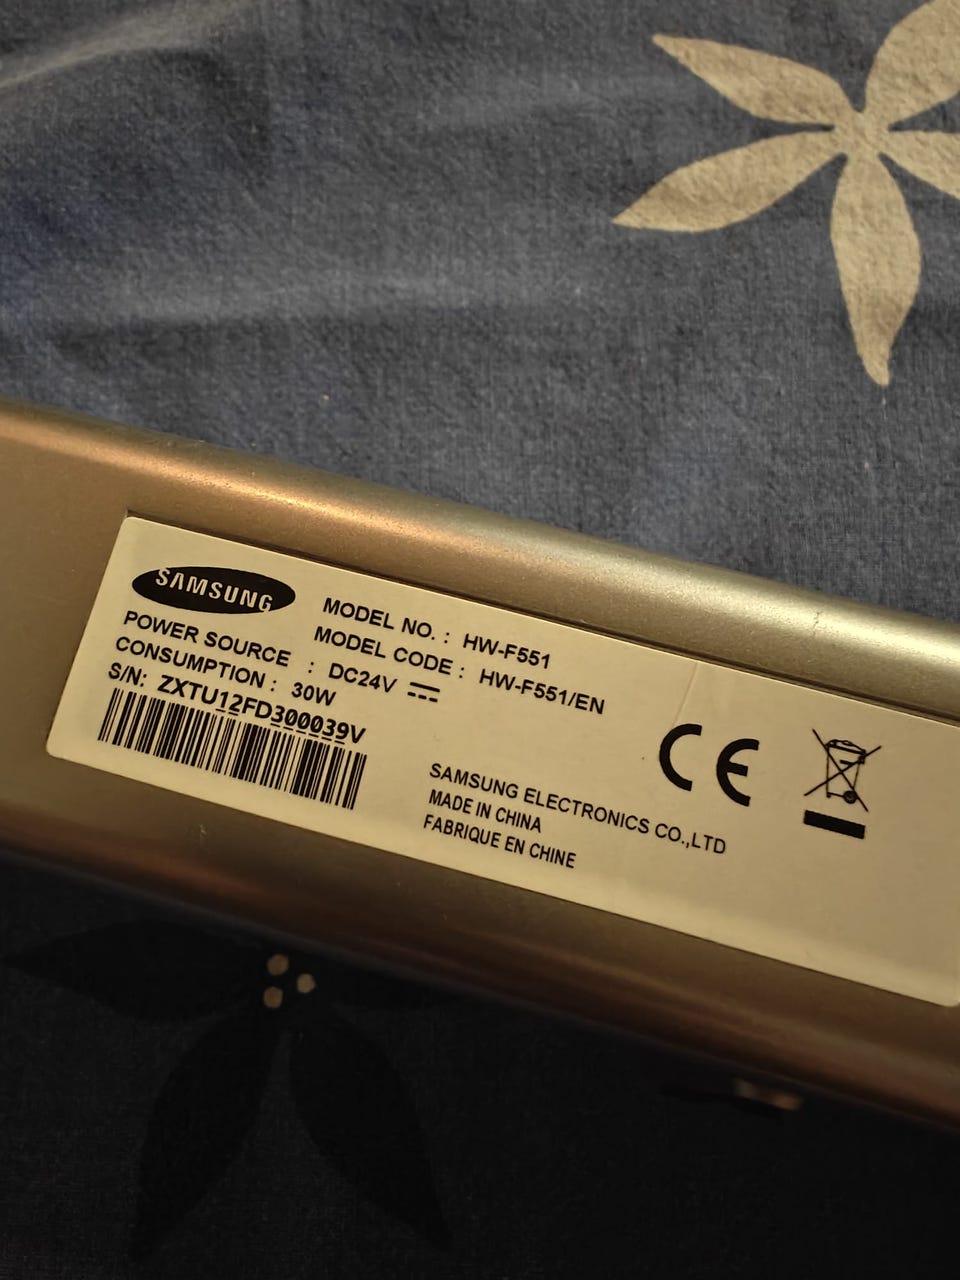 SAMSUNG
MODEL NO. : HW-F551
MODEL CODE : HW-F551/EN
POWER SOURCE : DC24V
CONSUMPTION : 30W
S/N: ZXTU12FD300039V
SAMSUNG ELECTRONICS CO.,LTD
MADE IN CHINA
FABRIQUE EN CHINE
CE